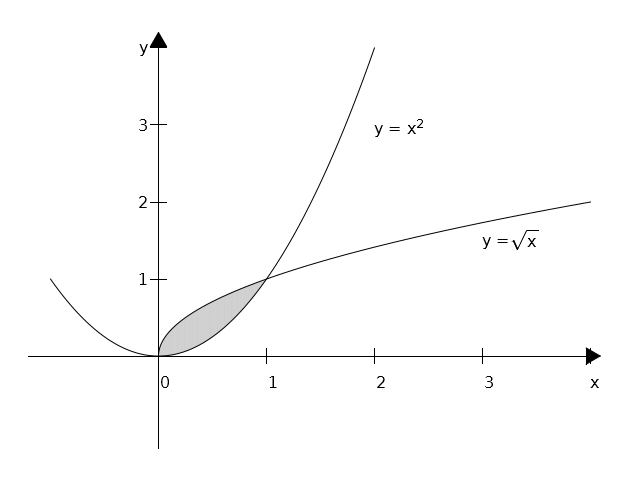 y
3
y = x²
2
y = √x
1
0 1 2 3 x